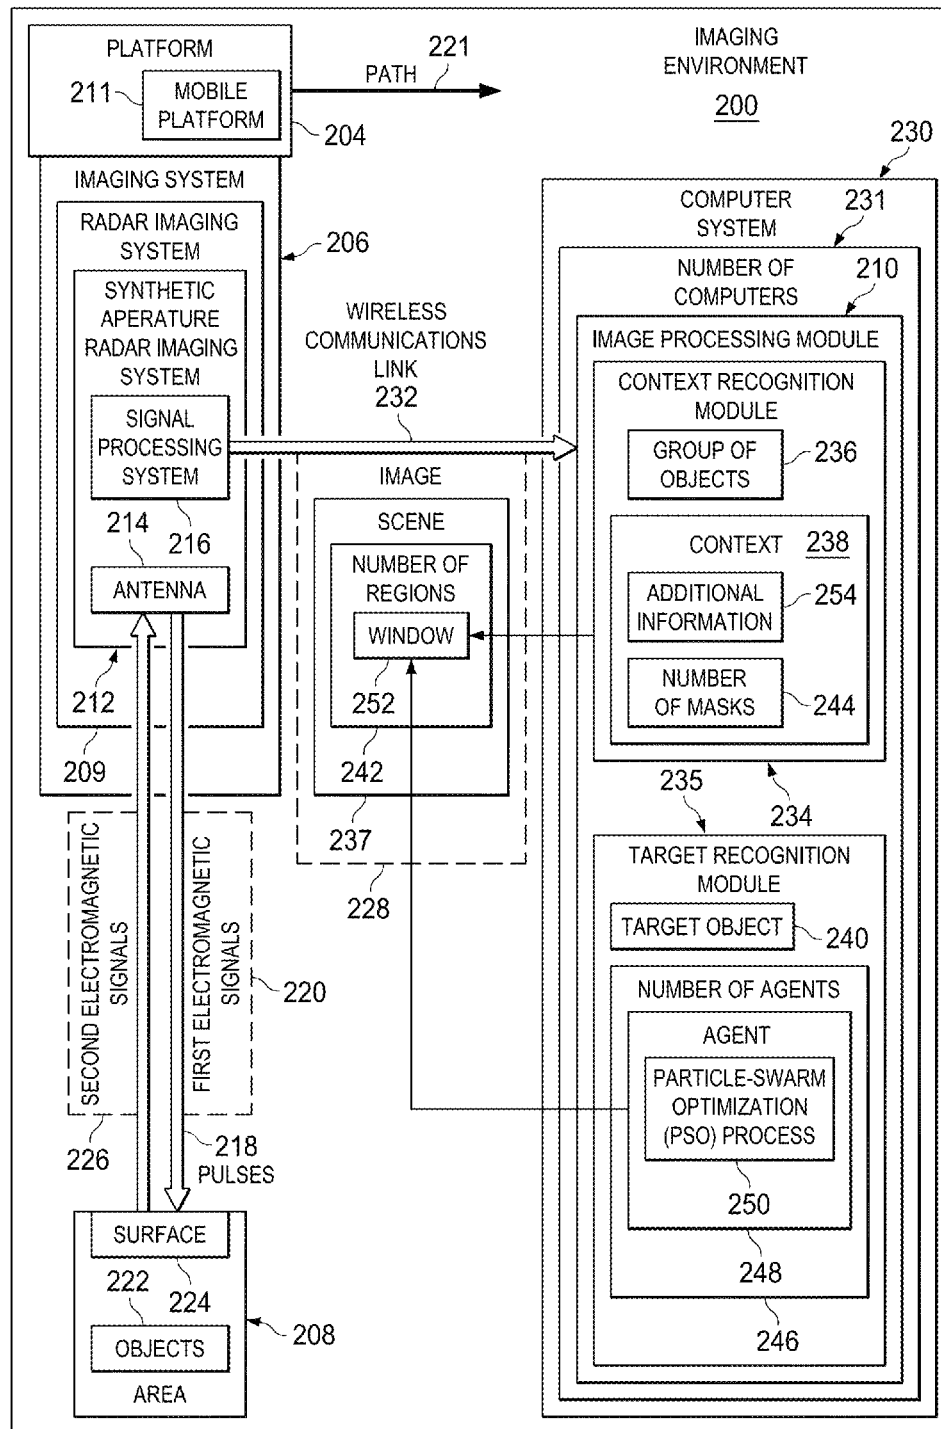 PLATFORM
211
MOBILE
PLATFORM
204
PATH
221
IMAGING
ENVIRONMENT
200
IMAGING SYSTEM
RADAR IMAGING
SYSTEM
206
SYNTHETIC
APERATURE
RADAR IMAGING
SYSTEM
SIGNAL
PROCESSING
SYSTEM
214
216
ANTENNA
212
209
WIRELESS
COMMUNICATIONS
LINK
232
IMAGE
SCENE
NUMBER OF
REGIONS
WINDOW
252
242
237
228
230
COMPUTER
SYSTEM
231
NUMBER OF
COMPUTERS
210
IMAGE PROCESSING MODULE
CONTEXT RECOGNITION
MODULE
GROUP OF
OBJECTS
236
CONTEXT
238
ADDITIONAL
INFORMATION
254
NUMBER
OF MASKS
244
235
234
TARGET RECOGNITION
MODULE
TARGET OBJECT
240
NUMBER OF AGENTS
AGENT
PARTICLE-SWARM
OPTIMIZATION
(PSO) PROCESS
250
248
246
SECOND ELECTROMAGNETIC
SIGNALS
FIRST ELECTROMAGNETIC
SIGNALS
220
226
218
PULSES
SURFACE
222
224
208
OBJECTS
AREA